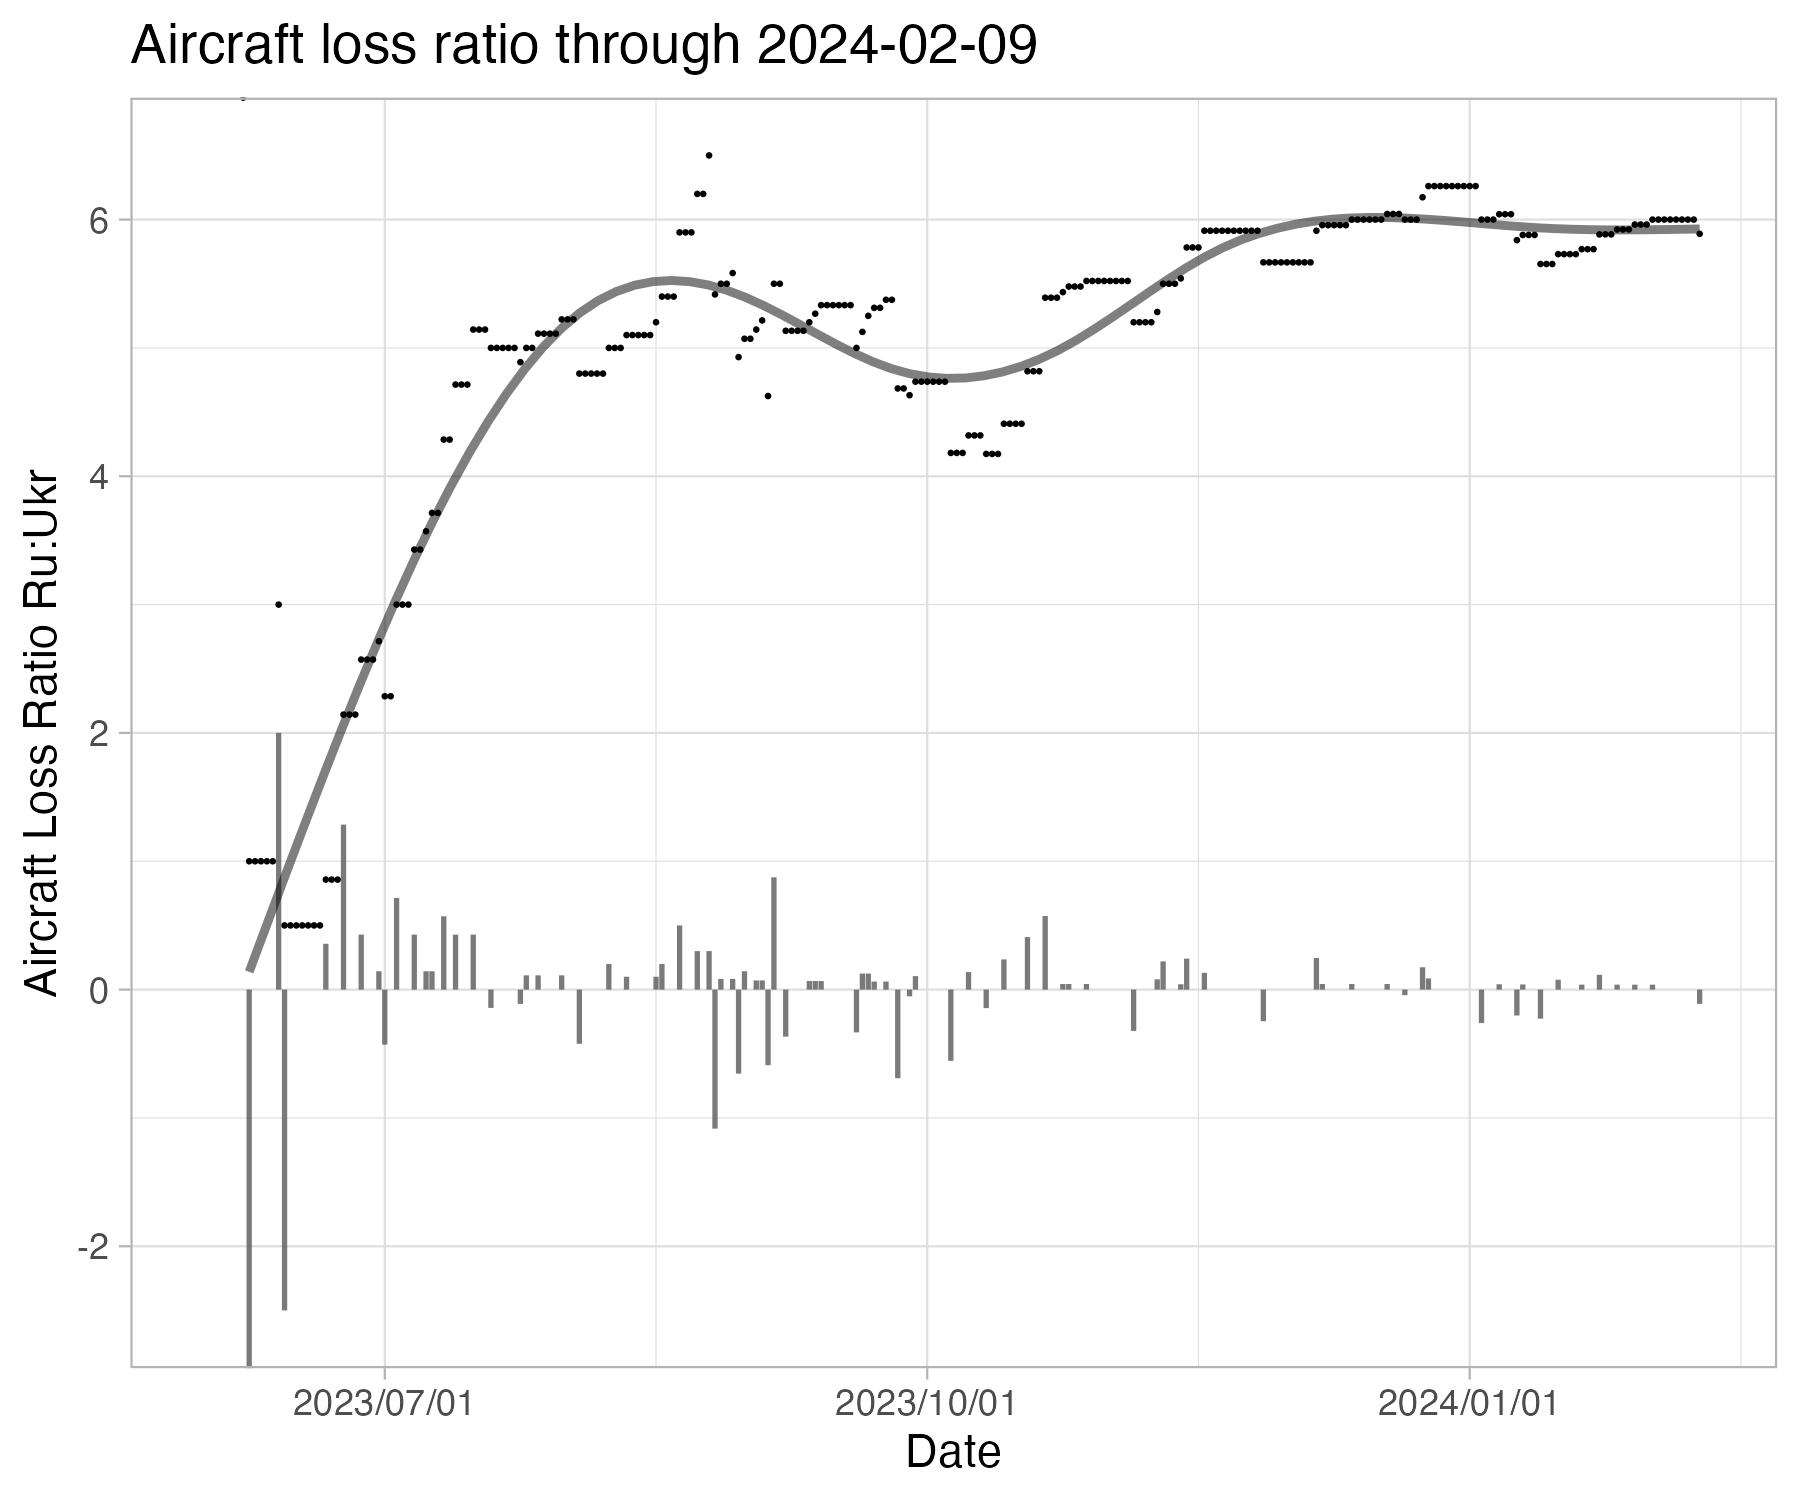 Aircraft loss ratio through 2024-02-09
Aircraft Loss Ratio Ru:Ukr
6
4
2
0
-2
2023/07/01
2023/10/01
2024/01/01
Date